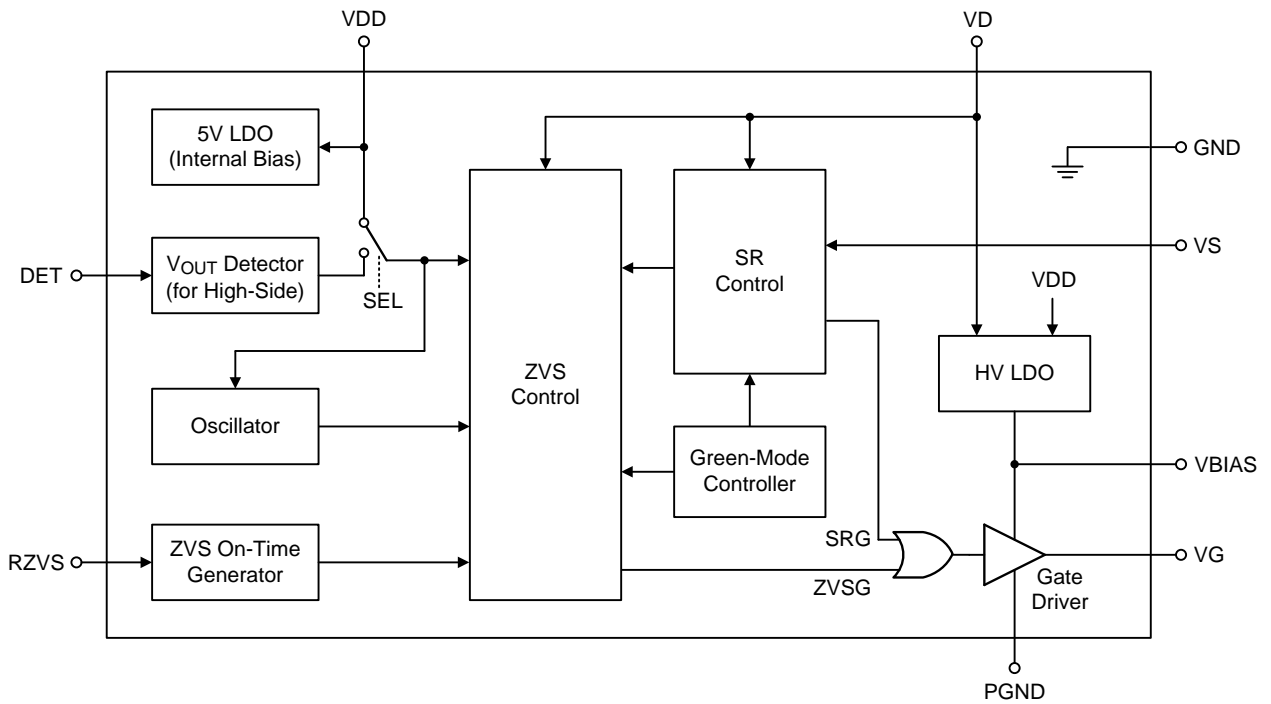 VDD
VD
5V LDO
(Internal Bias)
GND
VOUT Detector
(for High-Side)
DET
SEL
SR
Control
VS
VDD
HV LDO
ZVS
Control
Oscillator
Green-Mode
Controller
VBIAS
RZVS
ZVS On-Time
Generator
SRG
ZVSG
Gate
Driver
VG
PGND